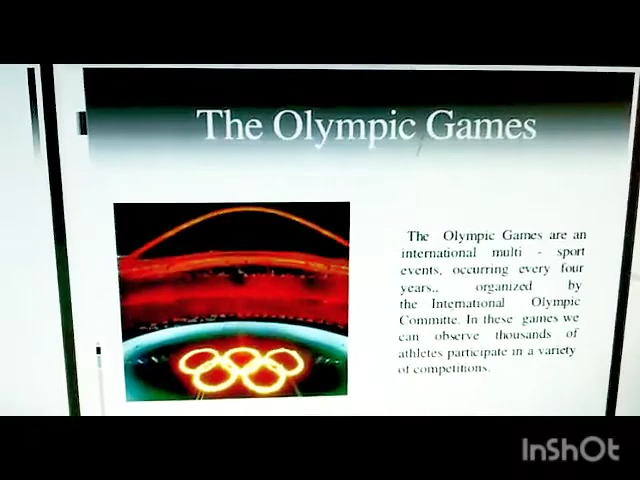 The Olympic Games
The Olympic Games are an
international multi - sport
events, occurring every four
years.. organized by
the International Olympic
Committe. In these games we
can observe thousands of
athletes participate in a variety
of competitions.
InShOt